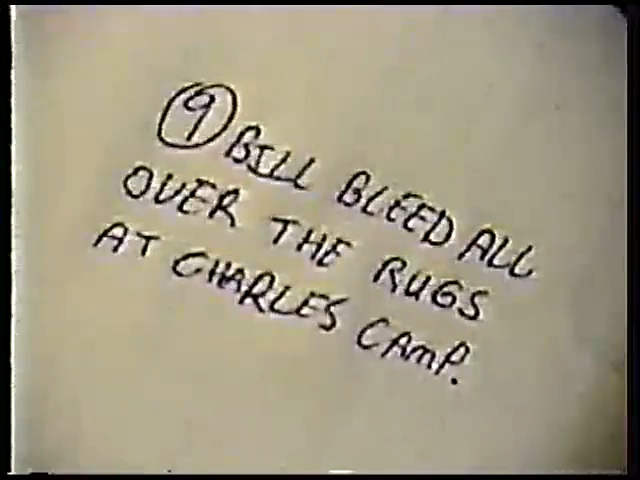 9 BILL BLEED ALL
OVER THE RUGS
AT CHARLES CAMP.